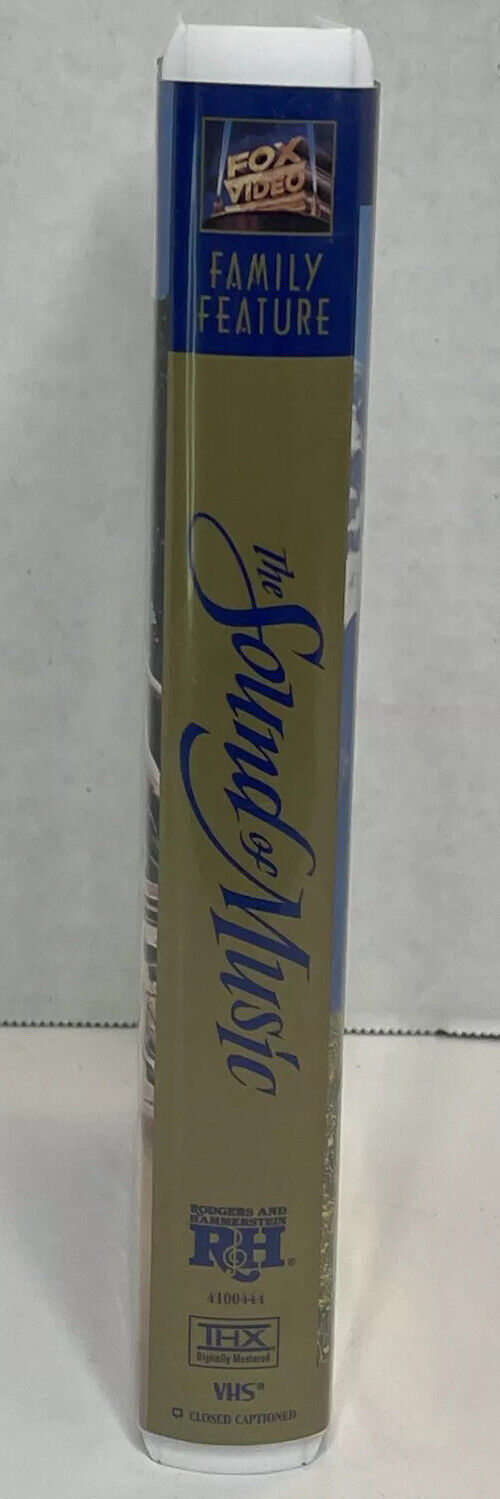 FOX
VIDEO
FAMILY
FEATURE
The Sound of Music
RODGERS AND
HAMMERSTEIN
R&H®
4100444
THX
Digitally Mastered
VHS®
CLOSED CAPTIONED